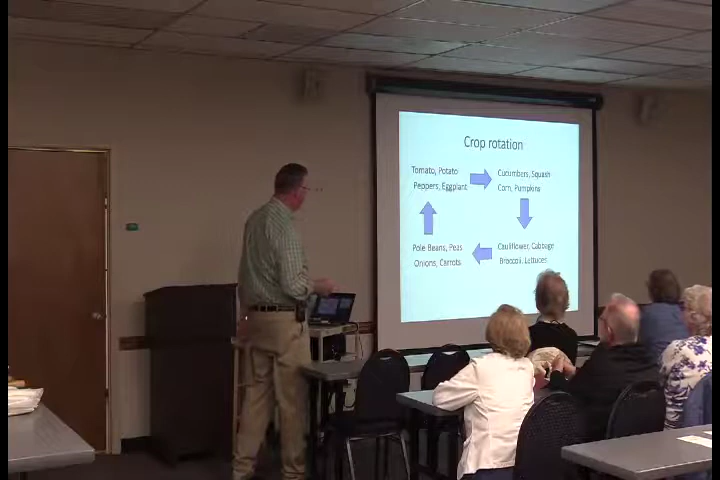 Crop rotation
Tomato, Potato
Peppers, Eggplant
Cucumbers, Squash
Corn, Pumpkins
Pole Beans, Peas
Onions, Carrots
Cauliflower, Cabbage
Broccoli, Lettuces